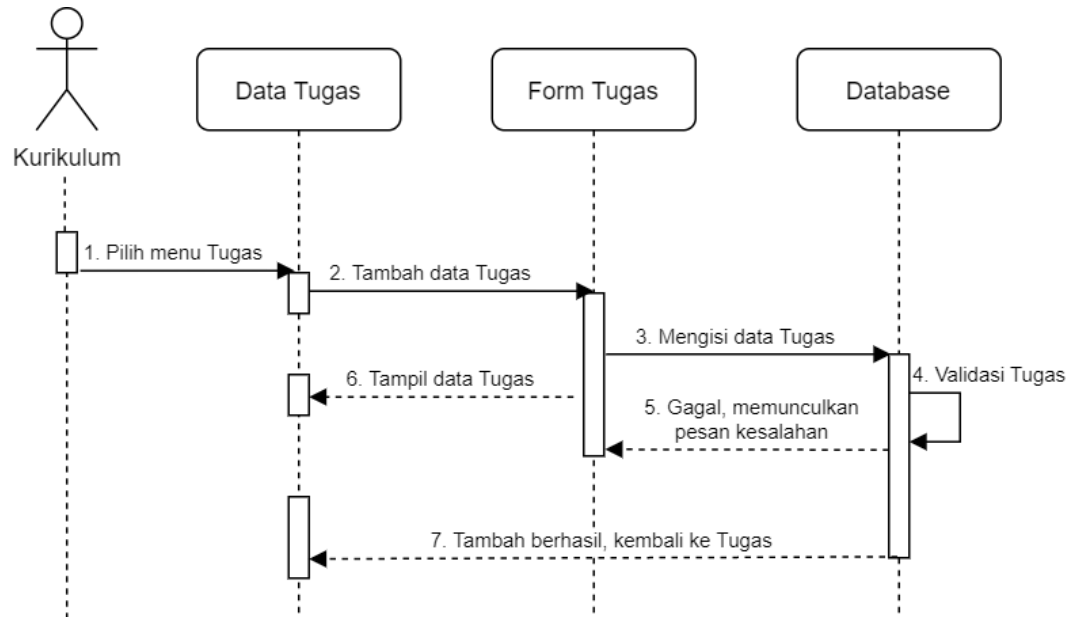 Data Tugas
Form Tugas
Database
Kurikulum
1. Pilih menu Tugas
2. Tambah data Tugas
3. Mengisi data Tugas
4. Validasi Tugas
6. Tampil data Tugas
5. Gagal, memunculkan
pesan kesalahan
7. Tambah berhasil, kembali ke Tugas